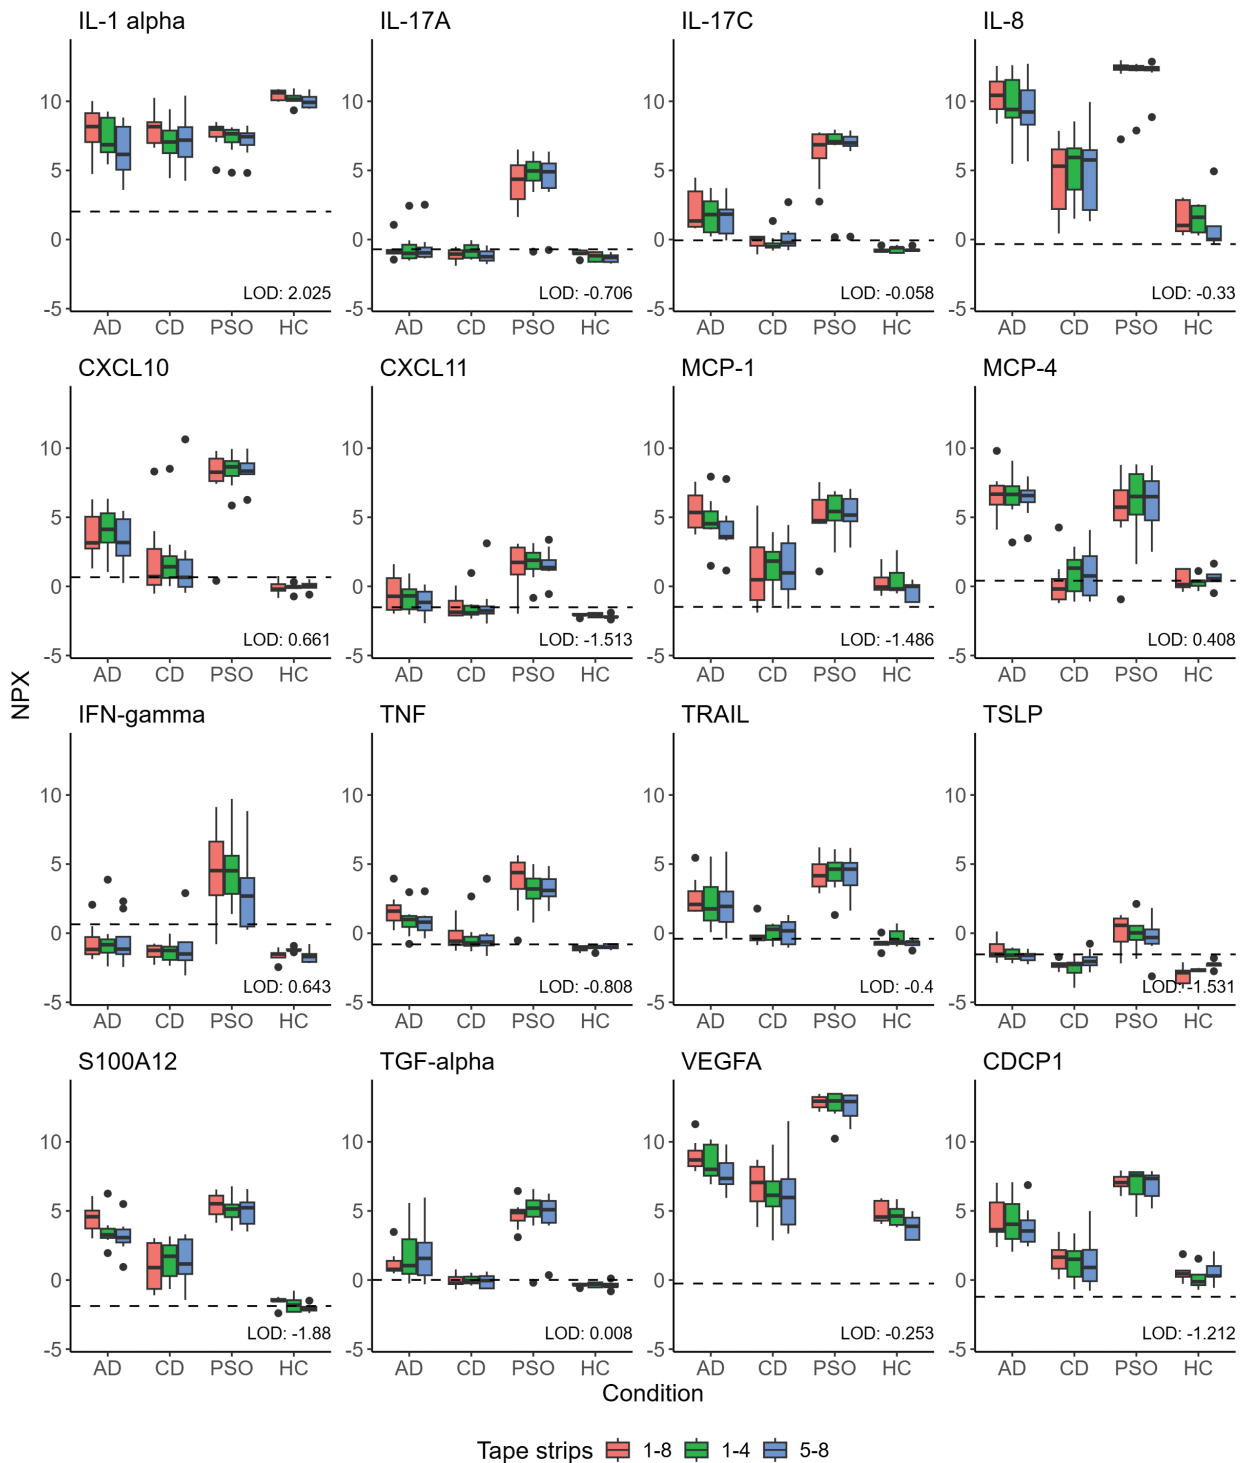 IL-1 alpha IL-17A IL-17C IL-8
10 10 10 10
5 5 5 5
0 0 0 0
LOD: 2.025 LOD: -0.706 LOD: -0.058 LOD: -0.33
-5 -5 -5 -5
AD CD PSO HC AD CD PSO HC AD CD PSO HC AD CD PSO HC
CXCL10 CXCL11 MCP-1 MCP-4
10 10 10 10
5 5 5 5
0 0 0 0
LOD: 0.661 LOD: -1.513 LOD: -1.486 LOD: 0.408
-5 -5 -5 -5
AD CD PSO HC AD CD PSO HC AD CD PSO HC AD CD PSO HC
NPX
IFN-gamma TNF TRAIL TSLP
10 10 10 10
5 5 5 5
0 0 0 0
LOD: 0.643 LOD: -0.808 LOD: -0.4 LOD: -1.531
-5 -5 -5 -5
AD CD PSO HC AD CD PSO HC AD CD PSO HC AD CD PSO HC
S100A12 TGF-alpha VEGFA CDCP1
10 10 10 10
5 5 5 5
0 0 0 0
LOD: -1.88 LOD: 0.008 LOD: -0.253 LOD: -1.212
-5 -5 -5 -5
AD CD PSO HC AD CD PSO HC AD CD PSO HC AD CD PSO HC
Condition
Tape strips 1-8 1-4 5-8